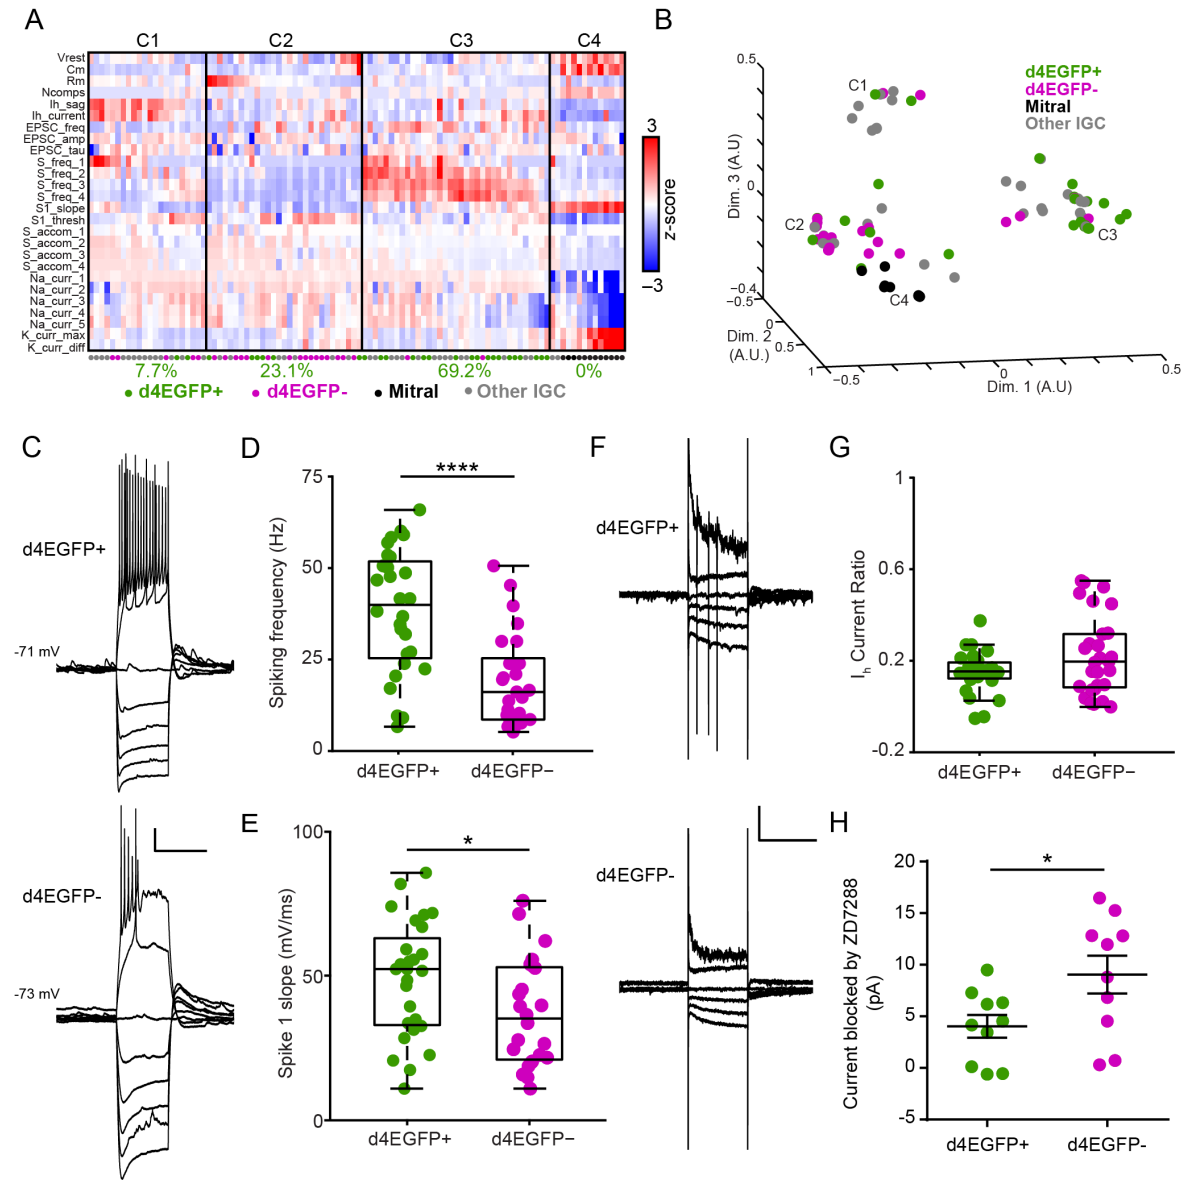 A
C1 C2 C3 C4
Vrest
Cm
Rm
Ncomps
Ih_sag
Ih_current
EPSC_freq
EPSC_amp
EPSC_tau
S_freq_1
S_freq_2
S_freq_3
S_freq_4
S1_slope
S1_thresh
S_accom_1
S_accom_2
S_accom_3
S_accom_4
Na_curr_1
Na_curr_2
Na_curr_3
Na_curr_4
Na_curr_5
K_curr_max
K_curr_diff
7.7% 23.1% 69.2% 0%
d4EGFP+ d4EGFP- Mitral Other IGC
3
z-score
−3
B
0.5
Dim. 3 (A.U)
0
−0.4
−0.5
Dim. 2
(A.U.)
0
0.5
1
−0.5
0
0.5
Dim. 1 (A.U)
C1
C2
C3
C4
d4EGFP+
d4EGFP-
Mitral
Other IGC
C
d4EGFP+
-71 mV
d4EGFP-
-73 mV
D
Spiking frequency (Hz)
75
50
25
0
****
d4EGFP+ d4EGFP−
E
Spike 1 slope (mV/ms)
100
50
0
*
d4EGFP+ d4EGFP−
F
d4EGFP+
d4EGFP-
G
Ih Current Ratio
1
0.6
0.2
-0.2
d4EGFP+ d4EGFP−
H
Current blocked by ZD7288
(pA)
20
15
10
5
0
-5
*
d4EGFP+ d4EGFP-